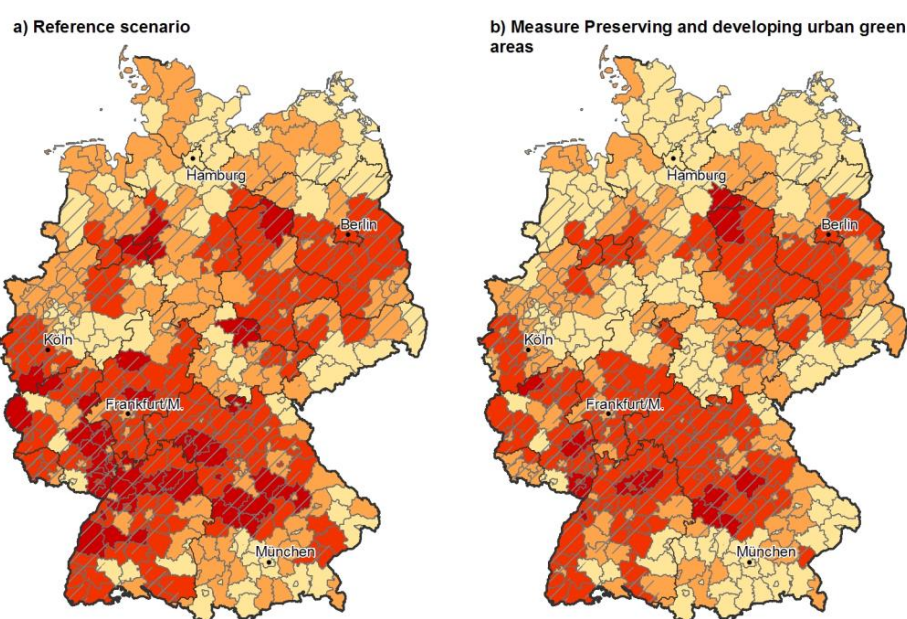 a) Reference scenario
b) Measure Preserving and developing urban green
areas
Hamburg
Berlin
Köln
Frankfurt/M.
München
Hamburg
Berlin
Köln
Frankfurt/M.
München